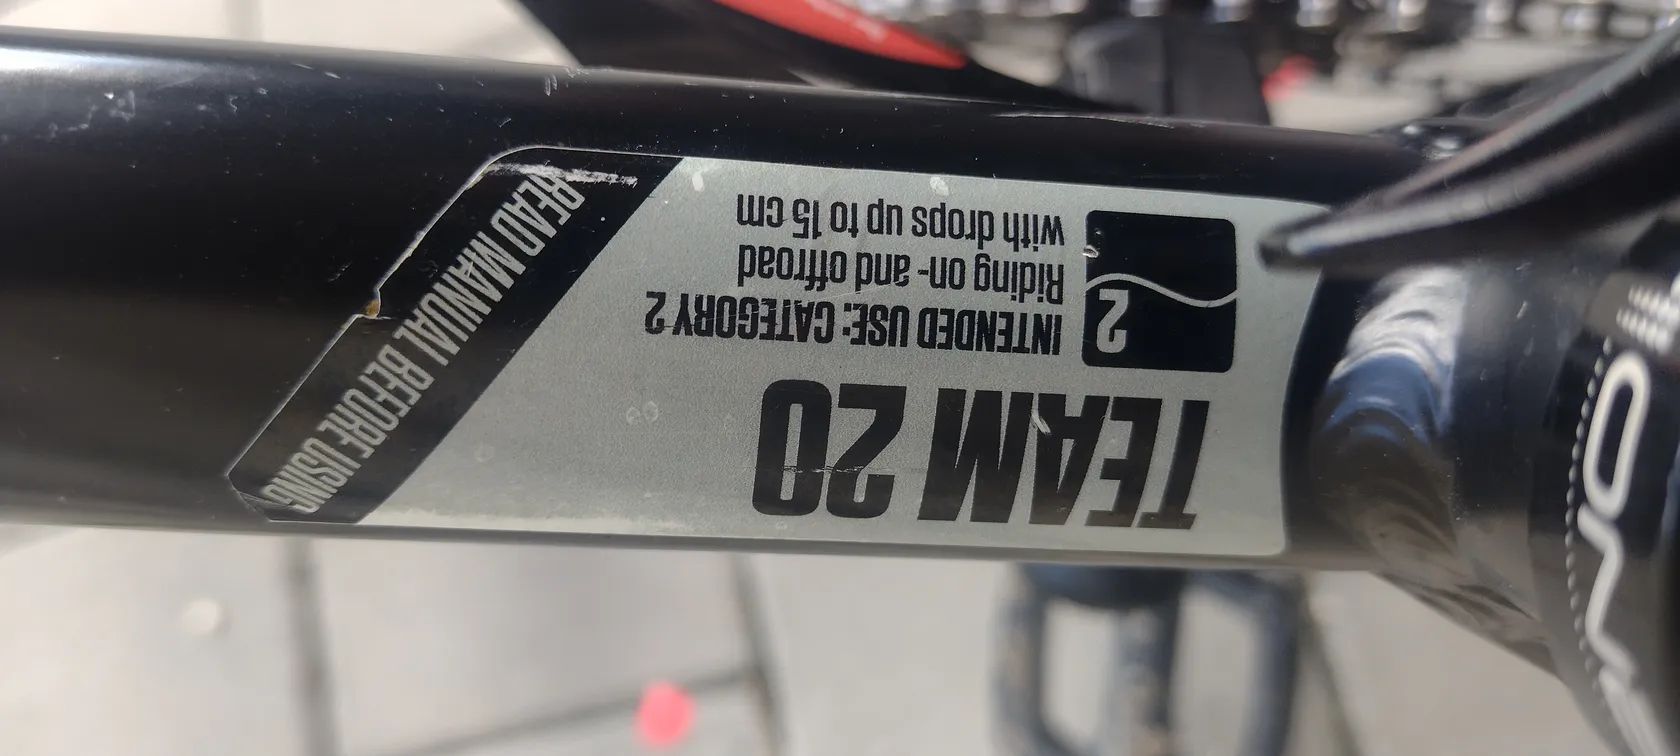 TEAM 20
INTENDED USE: CATEGORY 2
Riding on- and offroad
with drops up to 15 cm
2
READ MANUAL BEFORE USING